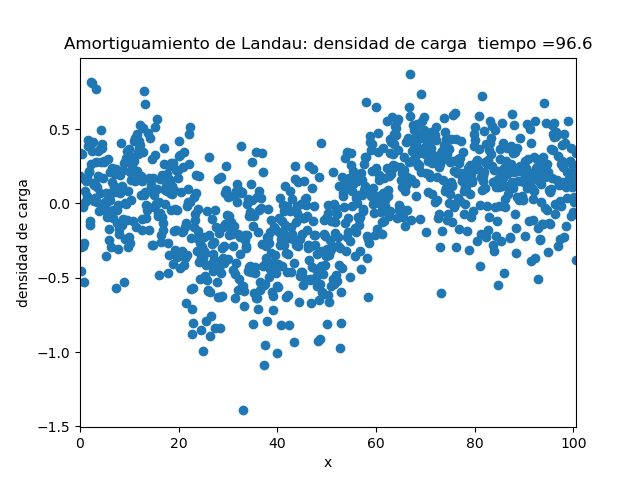 Amortiguamiento de Landau: densidad de carga  tiempo =96.6
0.5
0.0
−0.5
−1.0
−1.5
densidad de carga
0 20 40 60 80 100
x